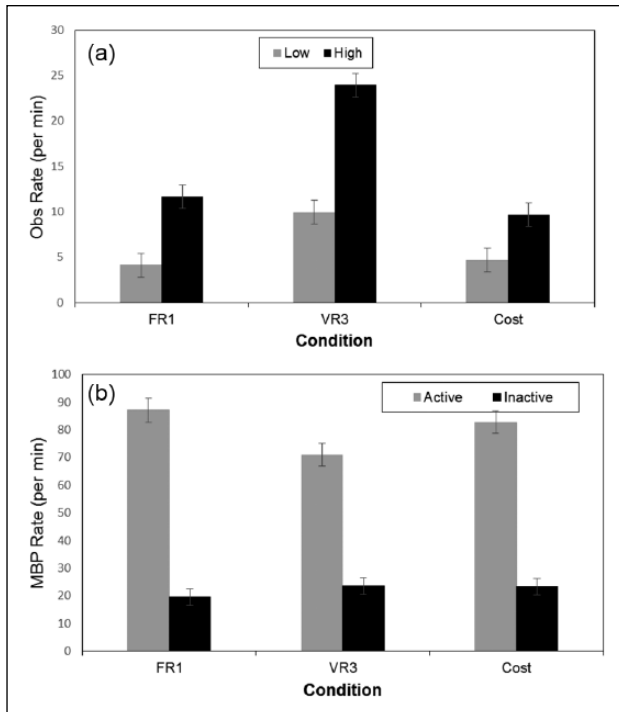 (a)
Low High
30
25
20
15
10
5
0
Obs Rate (per min)
FR1 VR3 Cost
Condition
(b)
Active Inactive
100
90
80
70
60
50
40
30
20
10
0
MBP Rate (per min)
FR1 VR3 Cost
Condition